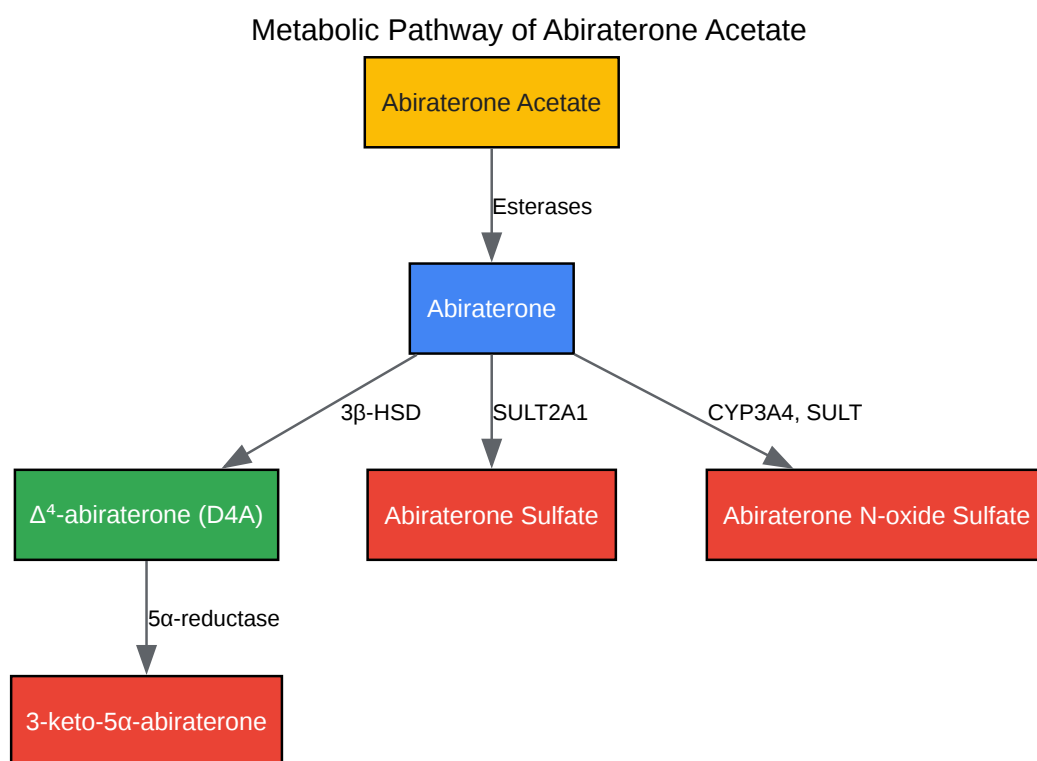 Metabolic Pathway of Abiraterone Acetate
Abiraterone Acetate
Esterases
Abiraterone
3β-HSD
SULT2A1
CYP3A4, SULT
Δ⁴-abiraterone (D4A)
Abiraterone Sulfate
Abiraterone N-oxide Sulfate
5α-reductase
3-keto-5α-abiraterone